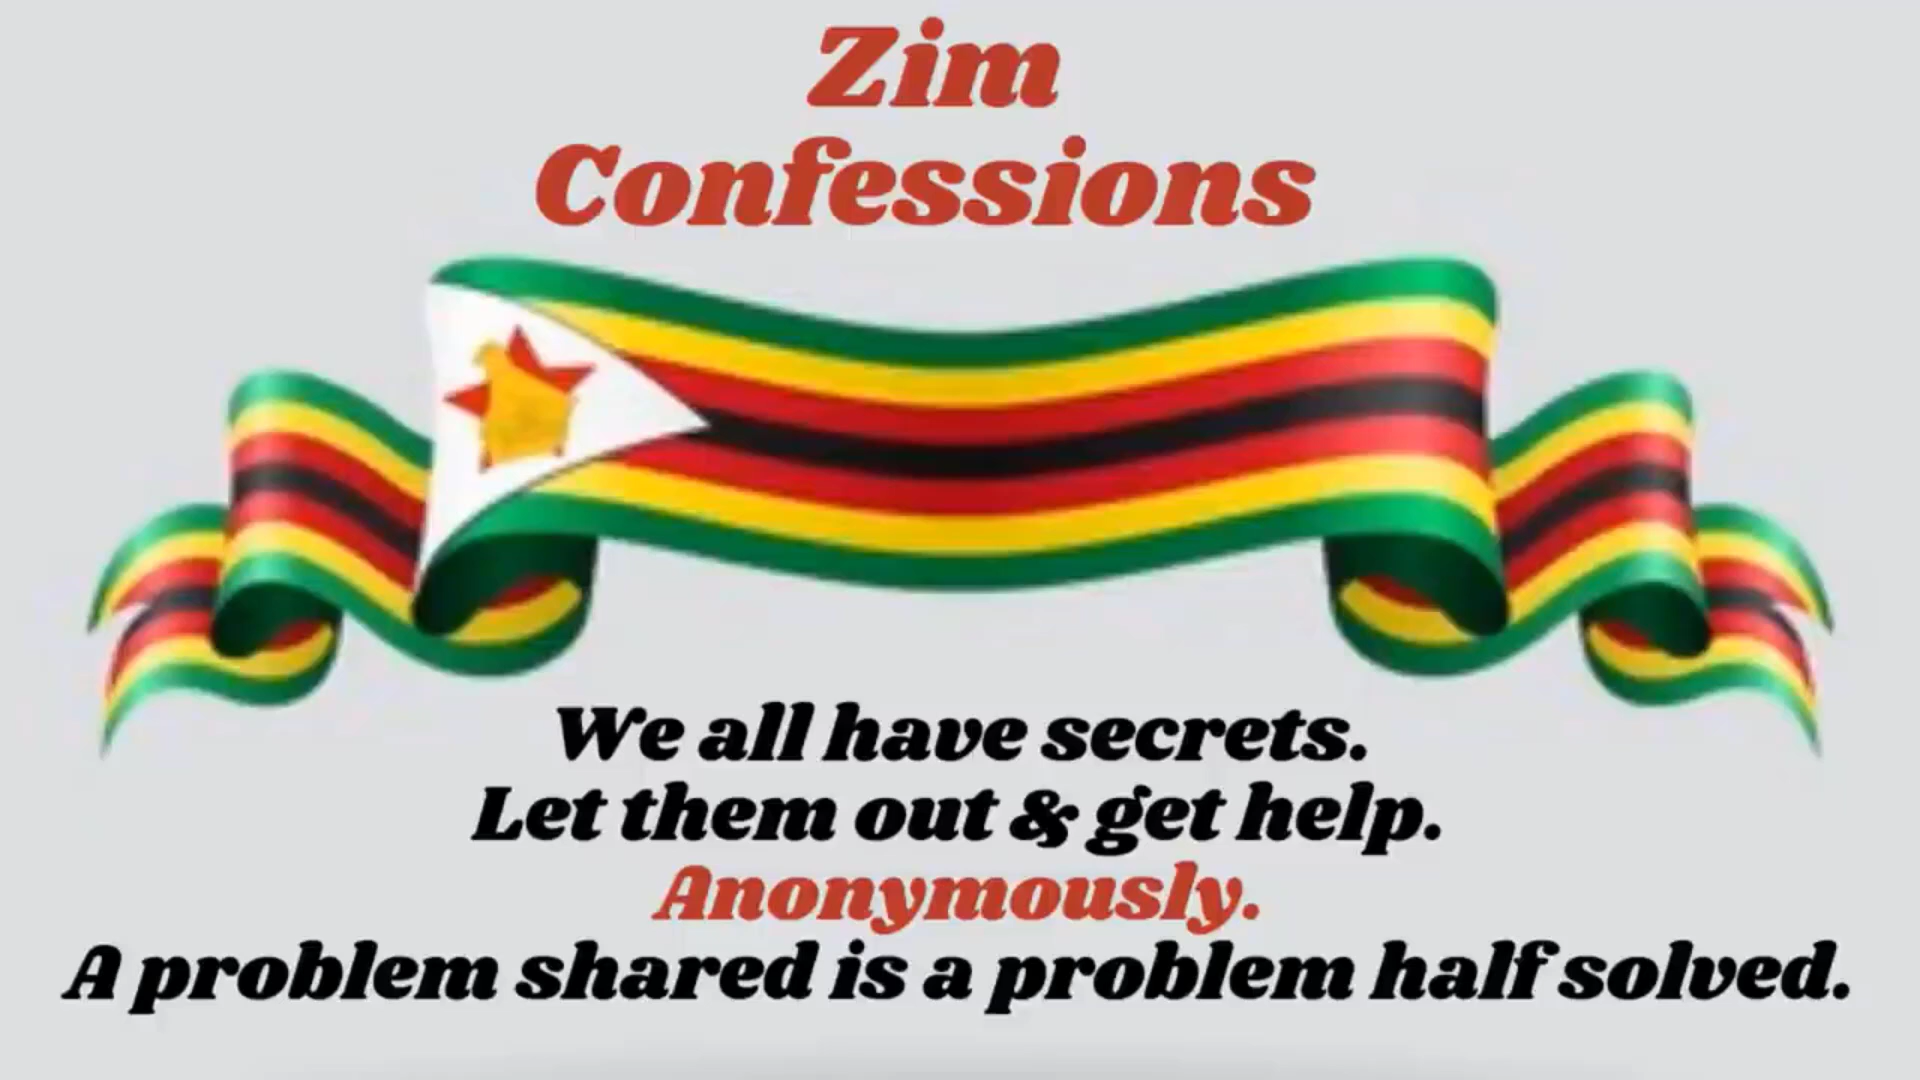 Zim
Confessions
We all have secrets.
Let them out & get help.
Anonymously.
A problem shared is a problem half solved.